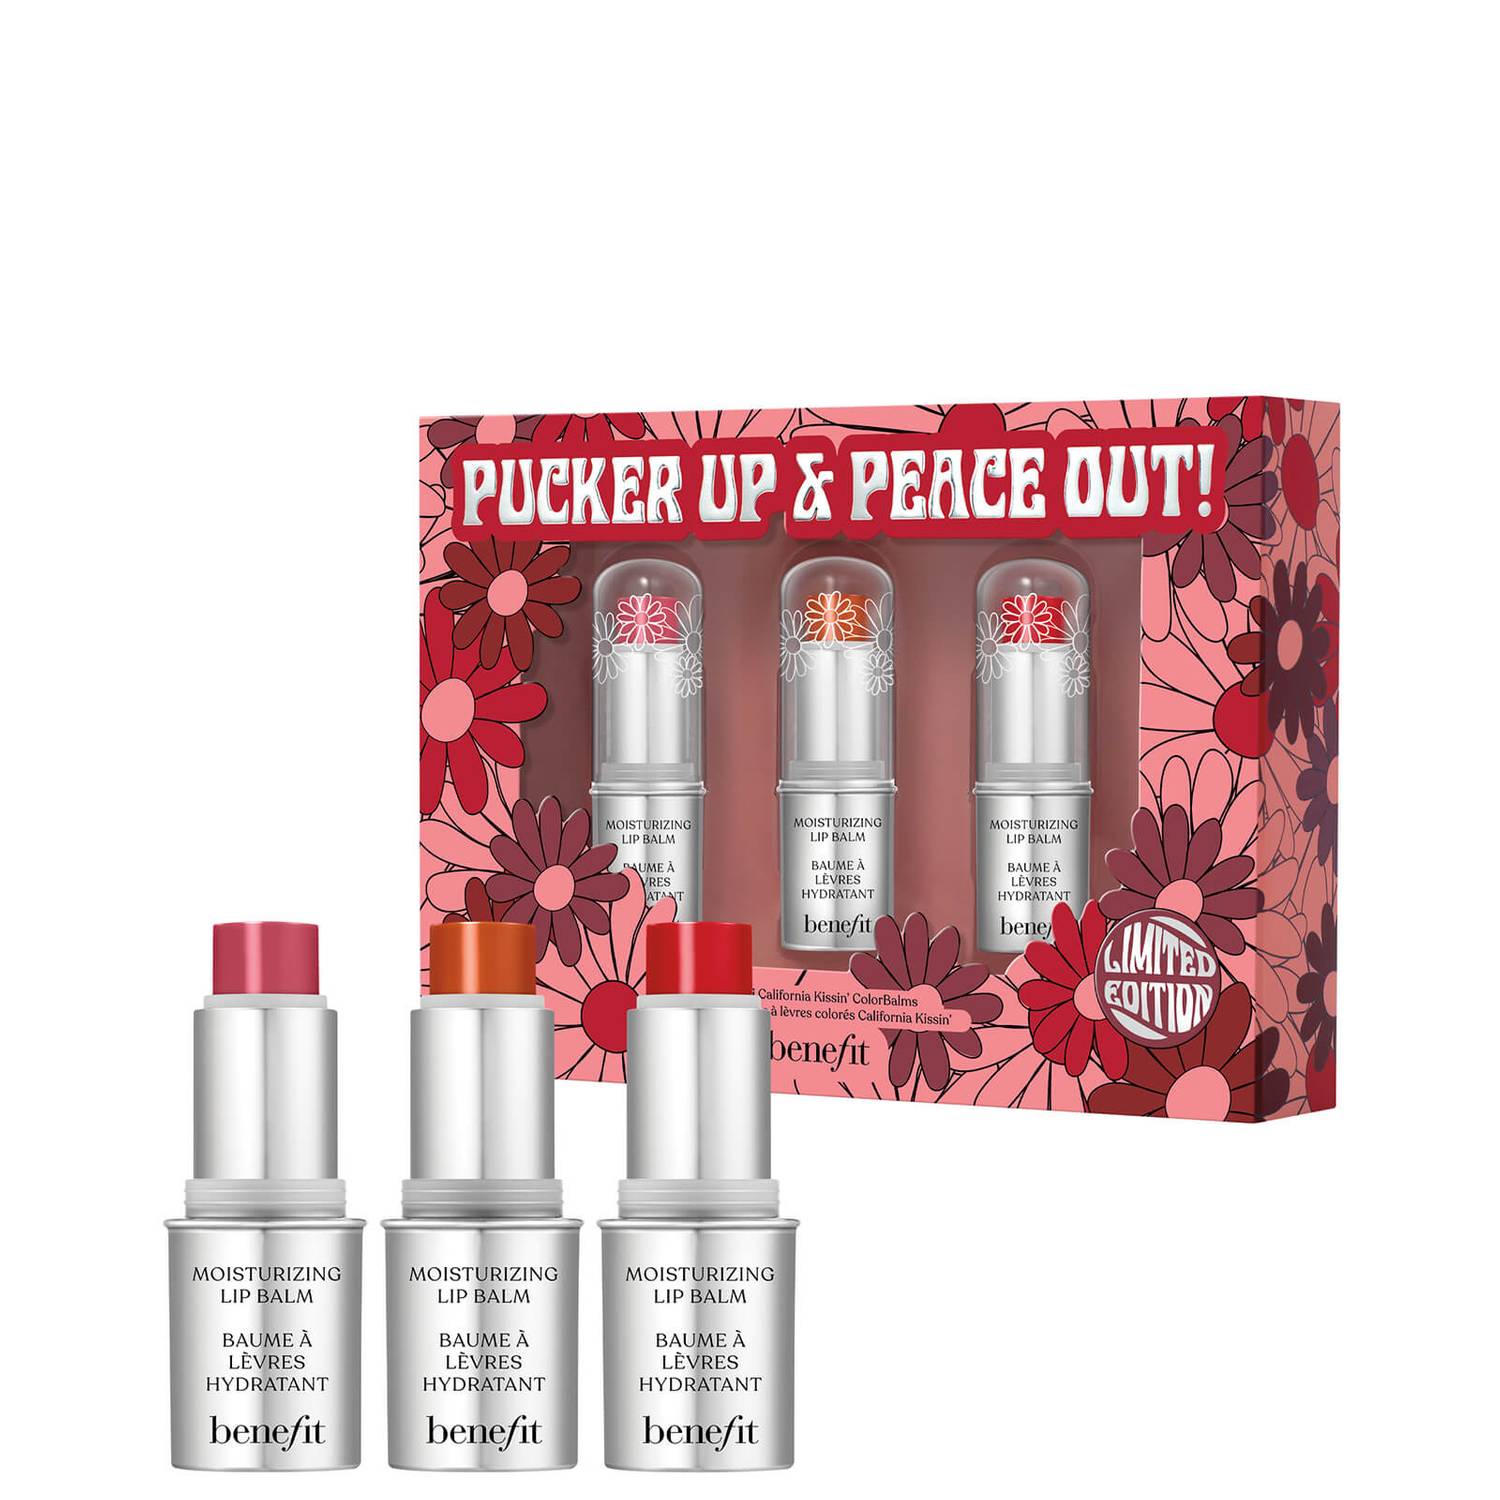 PUCKER UP & PEACE OUT!
MOISTURIZING
LIP BALM
BAUME À
LÈVRES
MOISTURIZING
LIP BALM
BAUME À
LÈVRES
HYDRATANT
benefit
MOISTURIZING
LIP BALM
BAUME À
LÈVRES
HYDRATANT
LIMITED
EDITION
California Kissin' ColorBalms
à lèvres colorés California Kissin'
benefit
MOISTURIZING
LIP BALM
BAUME À
LÈVRES
HYDRATANT
benefit
MOISTURIZING
LIP BALM
BAUME À
LÈVRES
HYDRATANT
benefit
MOISTURIZING
LIP BALM
BAUME À
LÈVRES
HYDRATANT
benefit